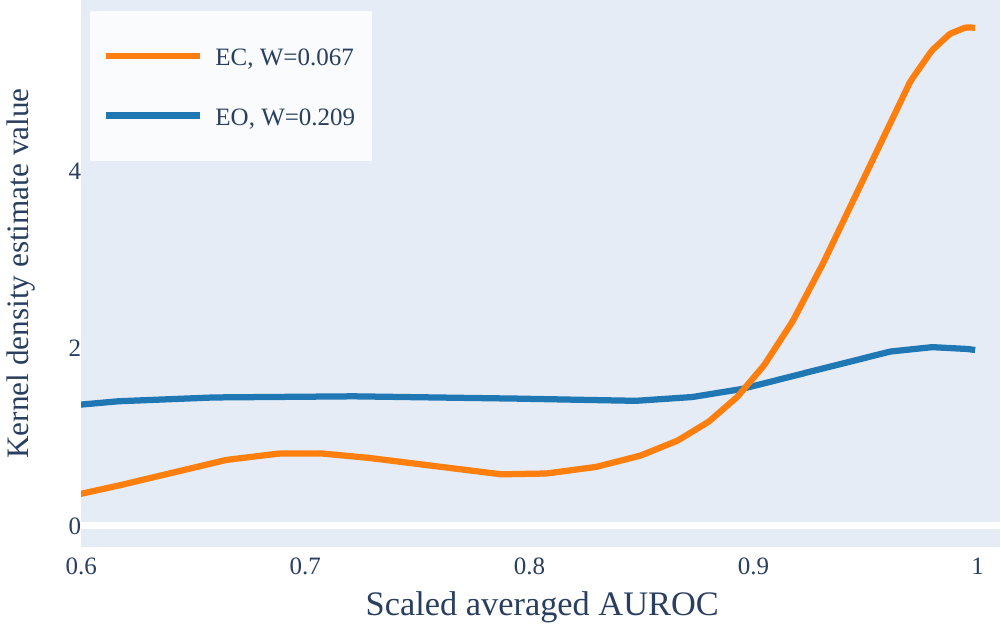 EC, W=0.067
EO, W=0.209
Kernel density estimate value
4
2
0
0.6 0.7 0.8 0.9 1
Scaled averaged AUROC